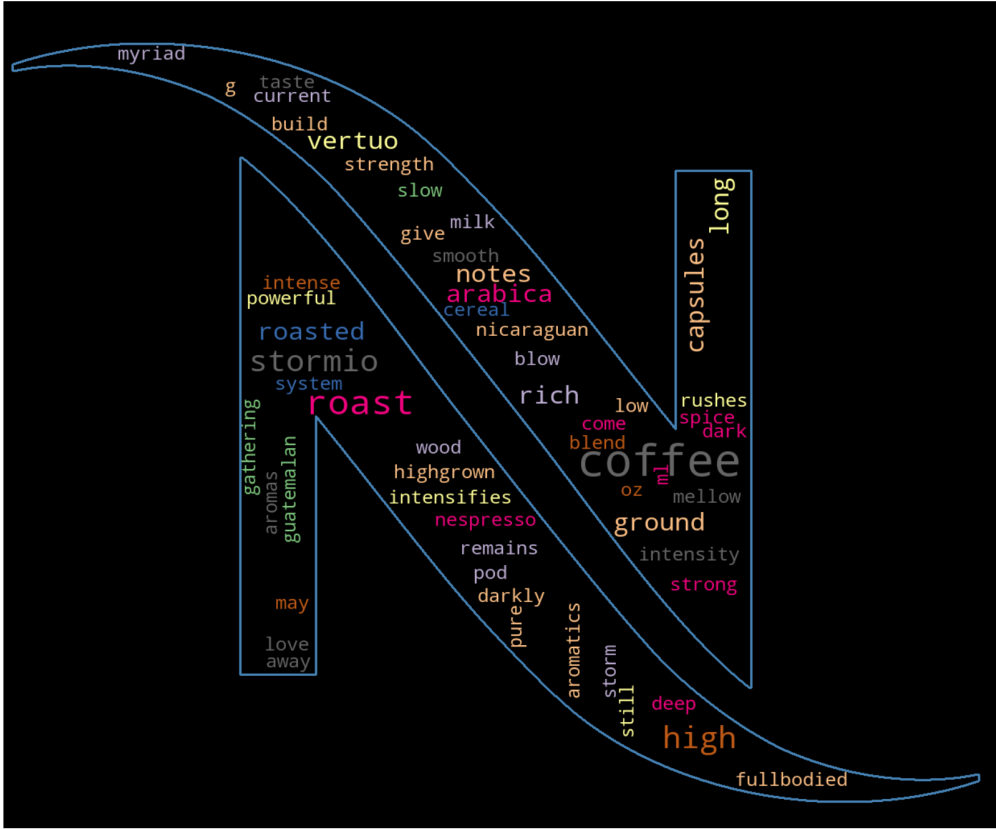 myriad
taste
g
current
build
vertuo
strength
long
slow
milk
give
smooth
capsules
notes
intense
arabica
powerful
cereal
nicaraguan
roasted
blow
stormio
system
rich
roast
rushes
low
spice
come
dark
blend
gathering
wood
coffee
highgrown
ml
guatemalan
oz
intensifies
mellow
aromas
nespresso
ground
remains
intensity
pod
strong
darkly
may
pure
love
aromatics
away
storm
still
deep
high
fullbodied